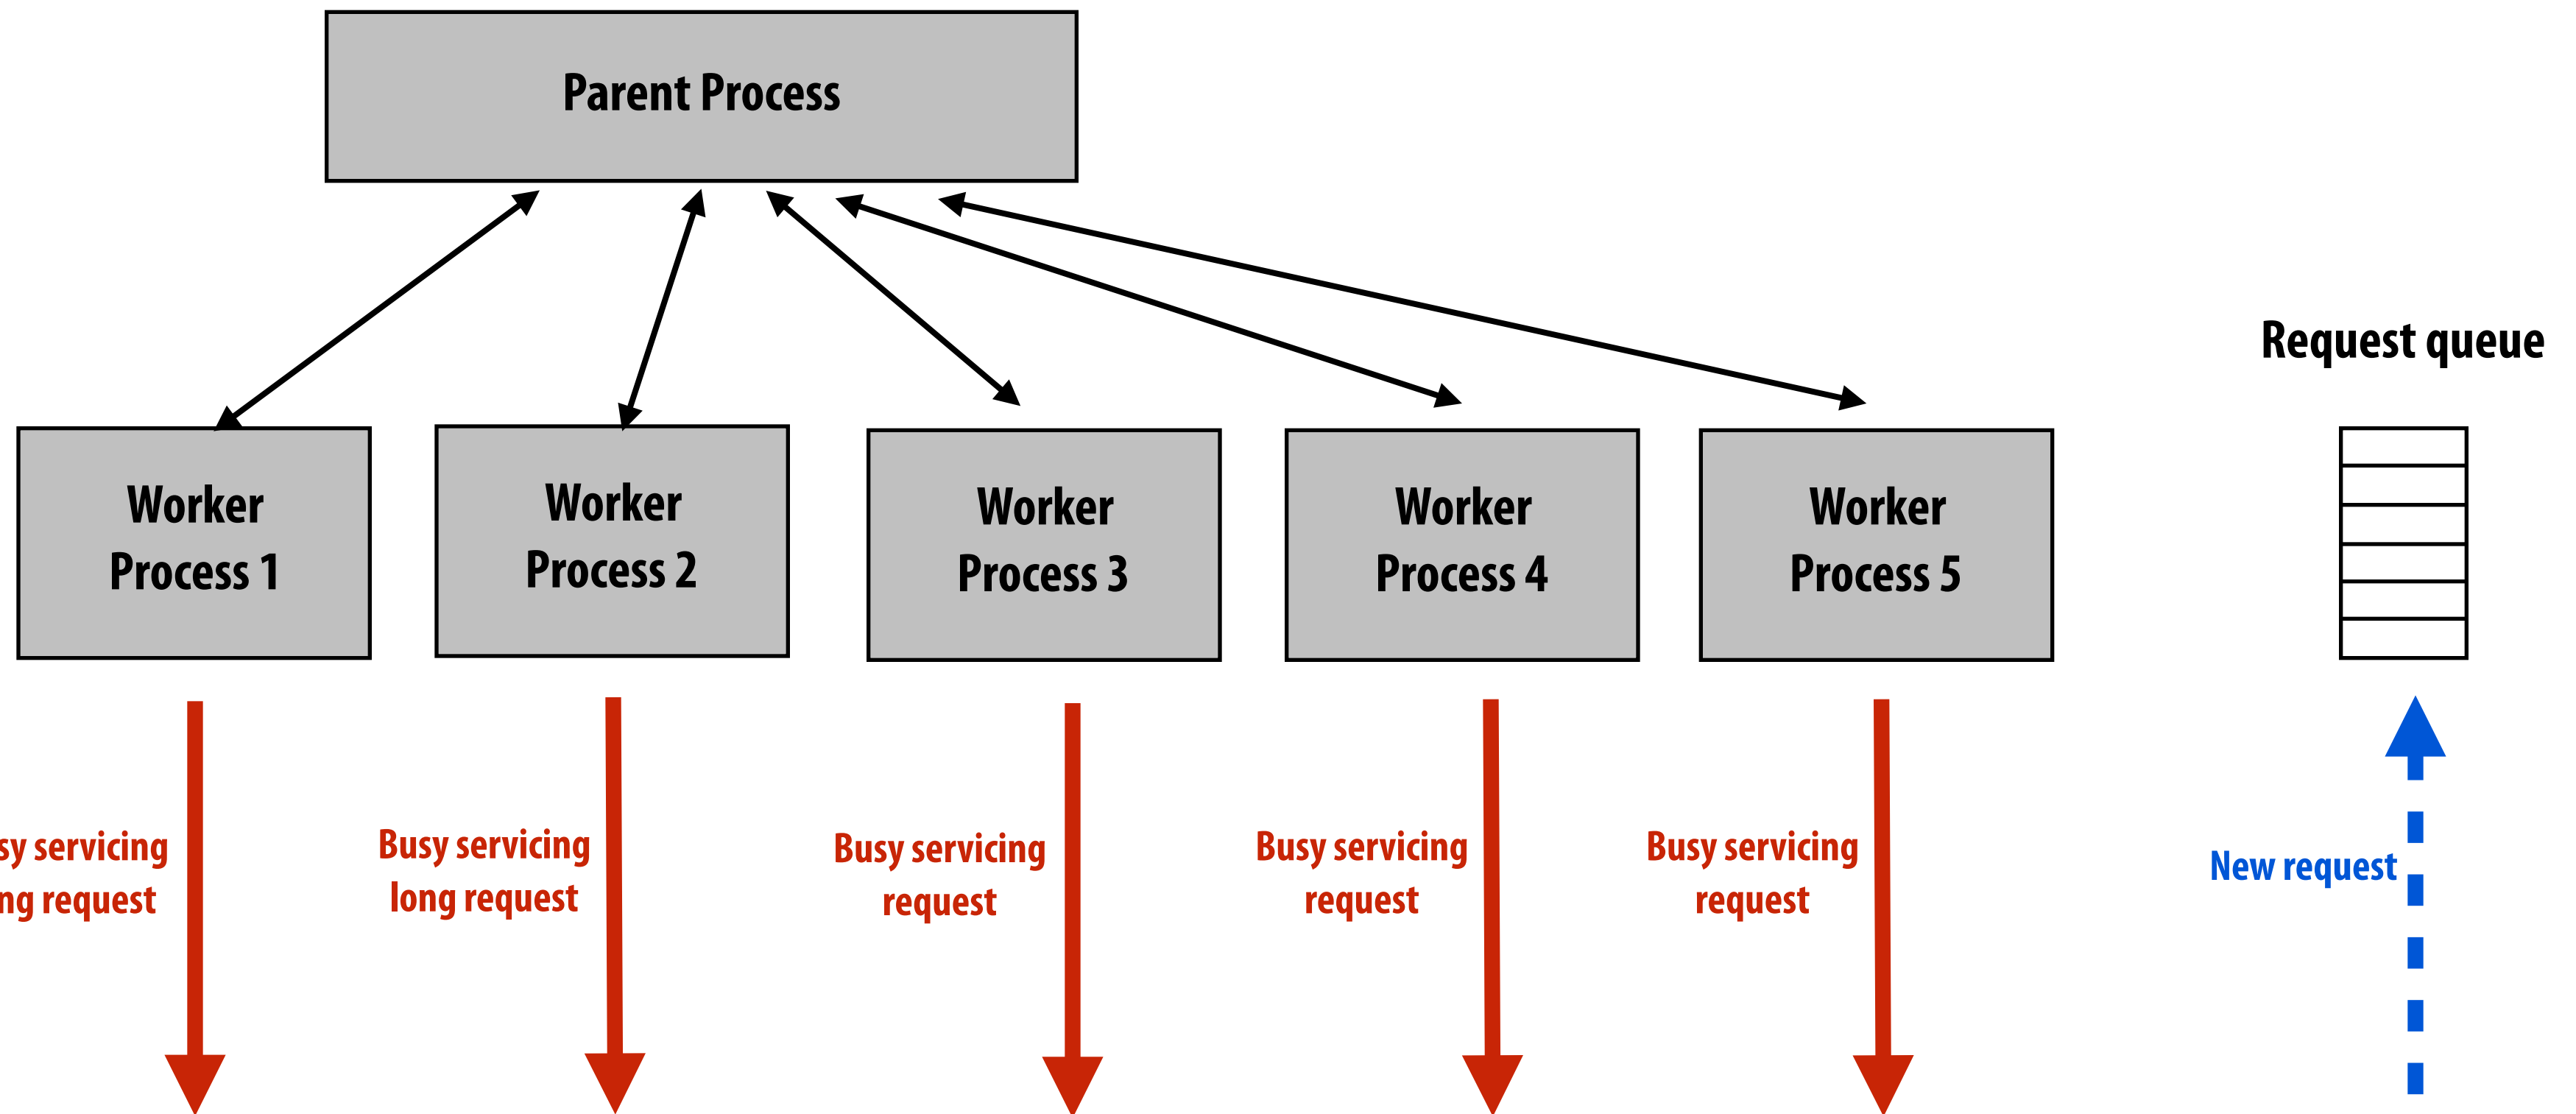 Parent Process
Request queue
Worker
Process 1
Worker
Process 2
Worker
Process 3
Worker
Process 4
Worker
Process 5
sy servicing
ng request
Busy servicing
long request
Busy servicing
request
Busy servicing
request
Busy servicing
request
New request